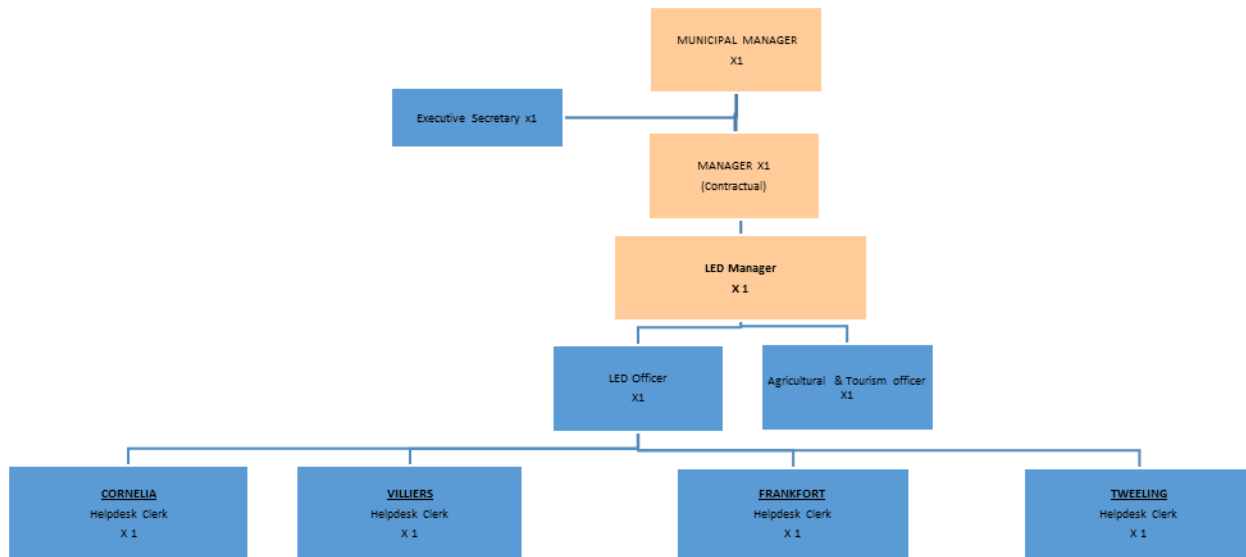 MUNICIPAL MANAGER
X1
Executive Secretary x1
MANAGER X1
(Contractual)
LED Manager
X 1
LED Officer
X1
Agricultural & Tourism officer
X1
CORNELIA
Helpdesk Clerk
X 1
VILLIERS
Helpdesk Clerk
X 1
FRANKFORT
Helpdesk Clerk
X 1
TWEELING
Helpdesk Clerk
X 1